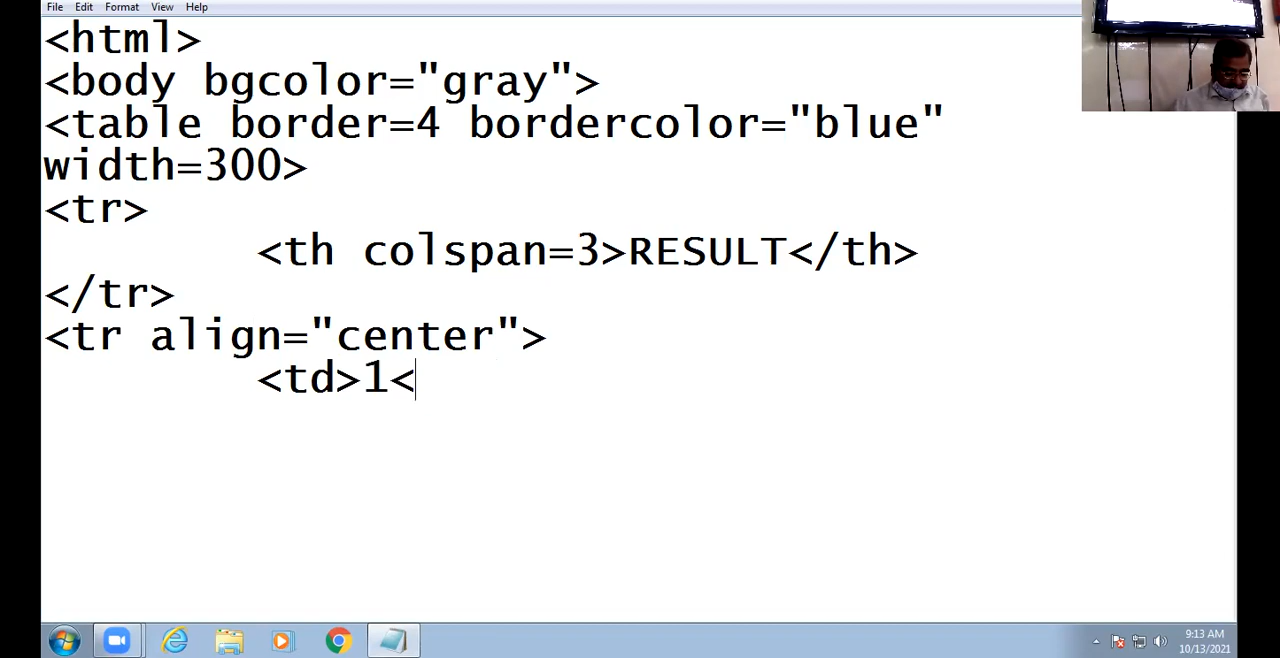 File Edit Format View Help
<html>
<body bgcolor="gray">
<table border=4 bordercolor="blue"
width=300>
<tr>
<th colspan=3>RESULT</th>
</tr>
<tr align="center">
<td>1<
9:13 AM
10/13/2021